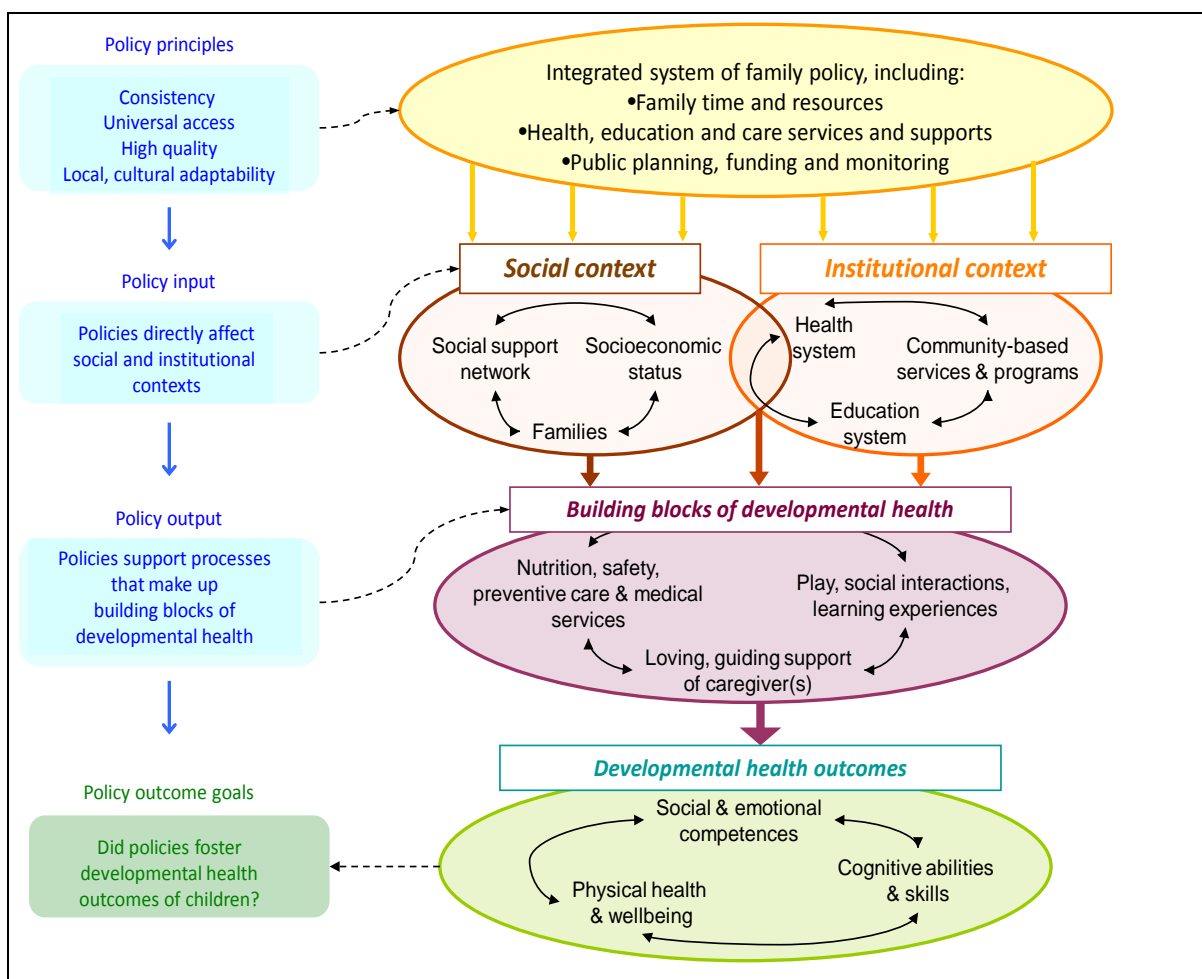 Policy principles
Consistency
Universal access
High quality
Local, cultural adaptability
Integrated system of family policy, including:
•Family time and resources
•Health, education and care services and supports
•Public planning, funding and monitoring
Policy input
Policies directly affect
social and institutional
contexts
Social context
Social support
network
Socioeconomic
status
Families
Institutional context
Health
system
Community-based
services & programs
Education
system
Policy output
Policies support processes
that make up
building blocks of
developmental health
Building blocks of developmental health
Nutrition, safety,
preventive care & medical
services
Play, social interactions,
learning experiences
Loving, guiding support
of caregiver(s)
Policy outcome goals
Did policies foster
developmental health
outcomes of children?
Developmental health outcomes
Social & emotional
competences
Cognitive abilities
& skills
Physical health
& wellbeing